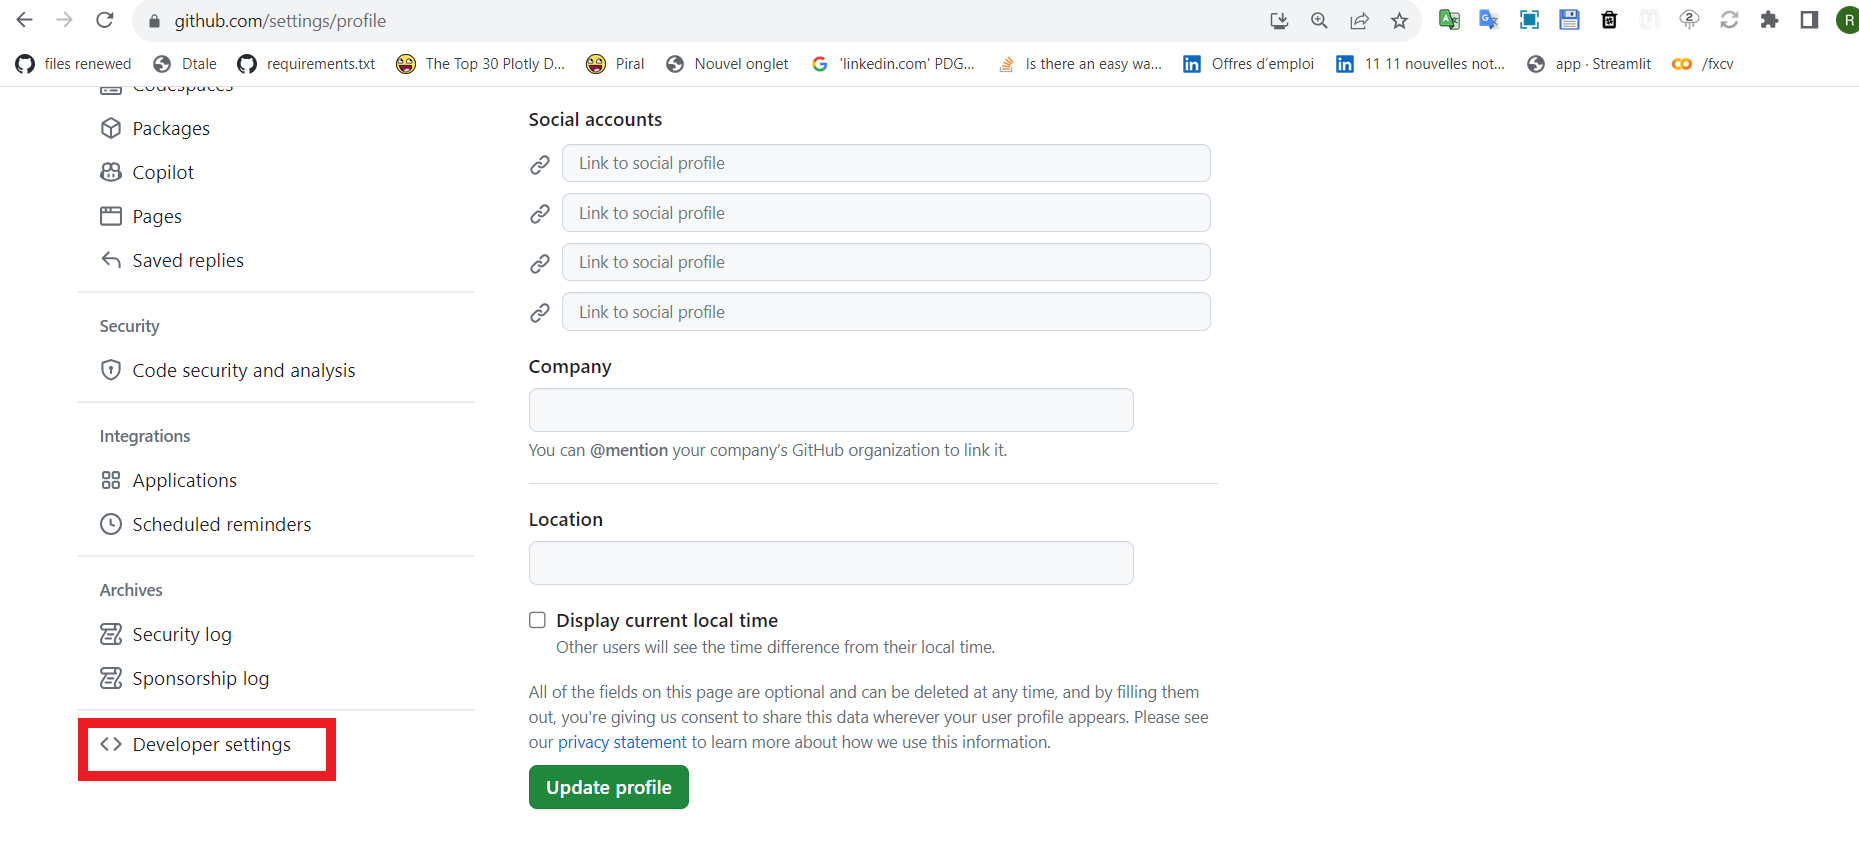 github.com/settings/profile
R
files renewed
Dtale
requirements.txt
The Top 30 Plotly D...
Piral
Nouvel onglet
'linkedin.com' PDG...
Is there an easy wa...
Offres d'emploi
11 11 nouvelles not...
app · Streamlit
/fxcv
Codespaces
Packages
Copilot
Pages
Saved replies
Security
Code security and analysis
Integrations
Applications
Scheduled reminders
Archives
Security log
Sponsorship log
Developer settings
Social accounts
Link to social profile
Link to social profile
Link to social profile
Link to social profile
Company
You can @mention your company’s GitHub organization to link it.
Location
Display current local time
Other users will see the time difference from their local time.
All of the fields on this page are optional and can be deleted at any time, and by filling them
out, you're giving us consent to share this data wherever your user profile appears. Please see
our privacy statement to learn more about how we use this information.
Update profile